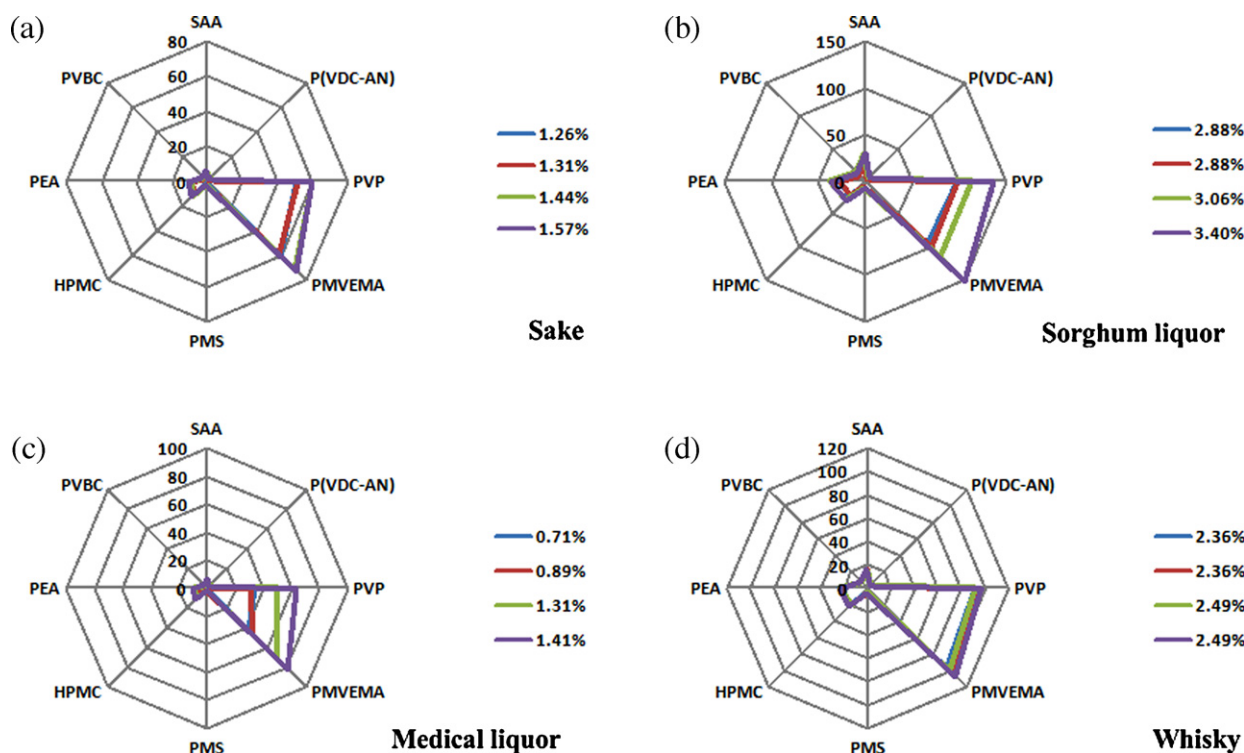 (a)
SAA
80
60
40
20
0
P(VDC-AN)
PVP
PMVEMA
PMS
HPMC
PEA
PVBC
1.26%
1.31%
1.44%
1.57%
Sake
(b)
SAA
150
100
50
0
P(VDC-AN)
PVP
PMVEMA
PMS
HPMC
PEA
PVBC
2.88%
2.88%
3.06%
3.40%
Sorghum liquor
(c)
SAA
100
80
60
40
20
0
P(VDC-AN)
PVP
PMVEMA
PMS
HPMC
PEA
PVBC
0.71%
0.89%
1.31%
1.41%
Medical liquor
(d)
SAA
120
100
80
60
40
20
0
P(VDC-AN)
PVP
PMVEMA
PMS
HPMC
PEA
PVBC
2.36%
2.36%
2.49%
2.49%
Whisky